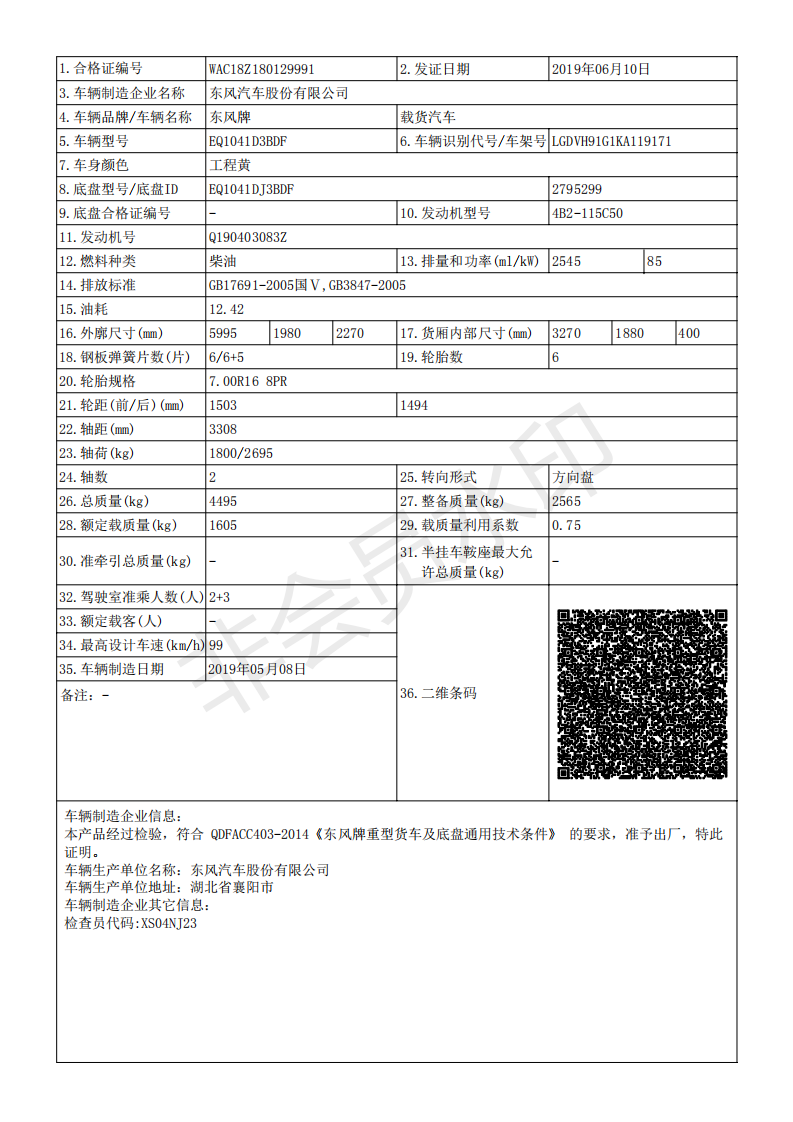 1.合格证编号 WAC18Z180129991 2.发证日期 2019年06月10日
3.车辆制造企业名称 东风汽车股份有限公司
4.车辆品牌/车辆名称 东风牌 载货汽车
5.车辆型号 EQ1041D3BDF 6.车辆识别代号/车架号 LGDVH91G1KA119171
7.车身颜色 工程黄
8.底盘型号/底盘ID EQ1041DJ3BDF 2795299
9.底盘合格证编号 - 10.发动机型号 4B2-115C50
11.发动机号 Q190403083Z
12.燃料种类 柴油 13.排量和功率(ml/kW) 2545 85
14.排放标准 GB17691-2005国Ⅴ,GB3847-2005
15.油耗 12.42
16.外廓尺寸(mm) 5995 1980 2270 17.货厢内部尺寸(mm) 3270 1880 400
18.钢板弹簧片数(片) 6/6+5 19.轮胎数 6
20.轮胎规格 7.00R16 8PR
21.轮距(前/后)(mm) 1503 1494
22.轴距(mm) 3308
23.轴荷(kg) 1800/2695
24.轴数 2 25.转向形式 方向盘
26.总质量(kg) 4495 27.整备质量(kg) 2565
28.额定载质量(kg) 1605 29.载质量利用系数 0.75
30.准牵引总质量(kg) - 31.半挂车鞍座最大允
许总质量(kg) -
32.驾驶室准乘人数(人) 2+3
33.额定载客(人) -
34.最高设计车速(km/h) 99
35.车辆制造日期 2019年05月08日
备注：- 36.二维条码
车辆制造企业信息：
本产品经过检验，符合 QDFACC403-2014《东风牌重型货车及底盘通用技术条件》 的要求，准予出厂，特此
证明。
车辆生产单位名称：东风汽车股份有限公司
车辆生产单位地址：湖北省襄阳市
车辆制造企业其它信息：
检查员代码:XS04NJ23
非会员水印